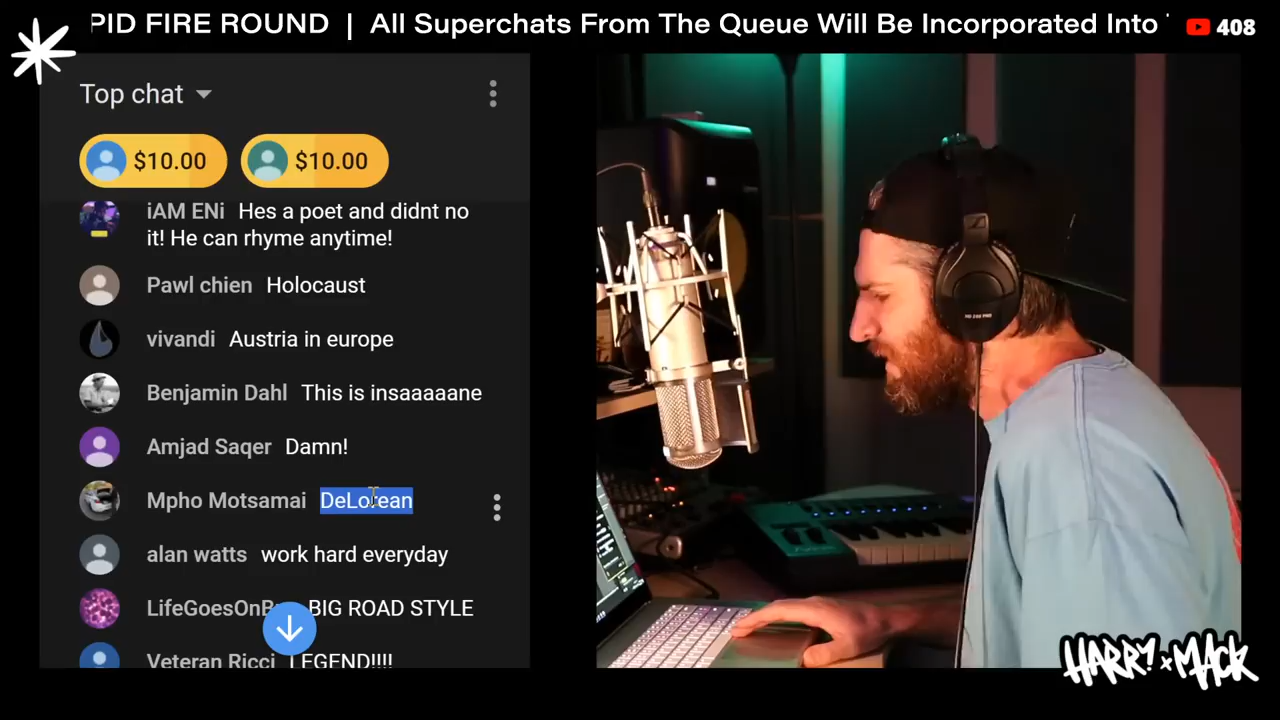 PID FIRE ROUND | All Superchats From The Queue Will Be Incorporated Into
408
Top chat
$10.00 $10.00
iAM ENi Hes a poet and didnt no
it! He can rhyme anytime!
Pawl chien Holocaust
vivandi Austria in europe
Benjamin Dahl This is insaaaaane
Amjad Saqer Damn!
Mpho Motsamai DeLorean
alan watts work hard everyday
LifeGoesOnB BIG ROAD STYLE
Veteran Ricci LEGEND!!!!
HARRY MACK